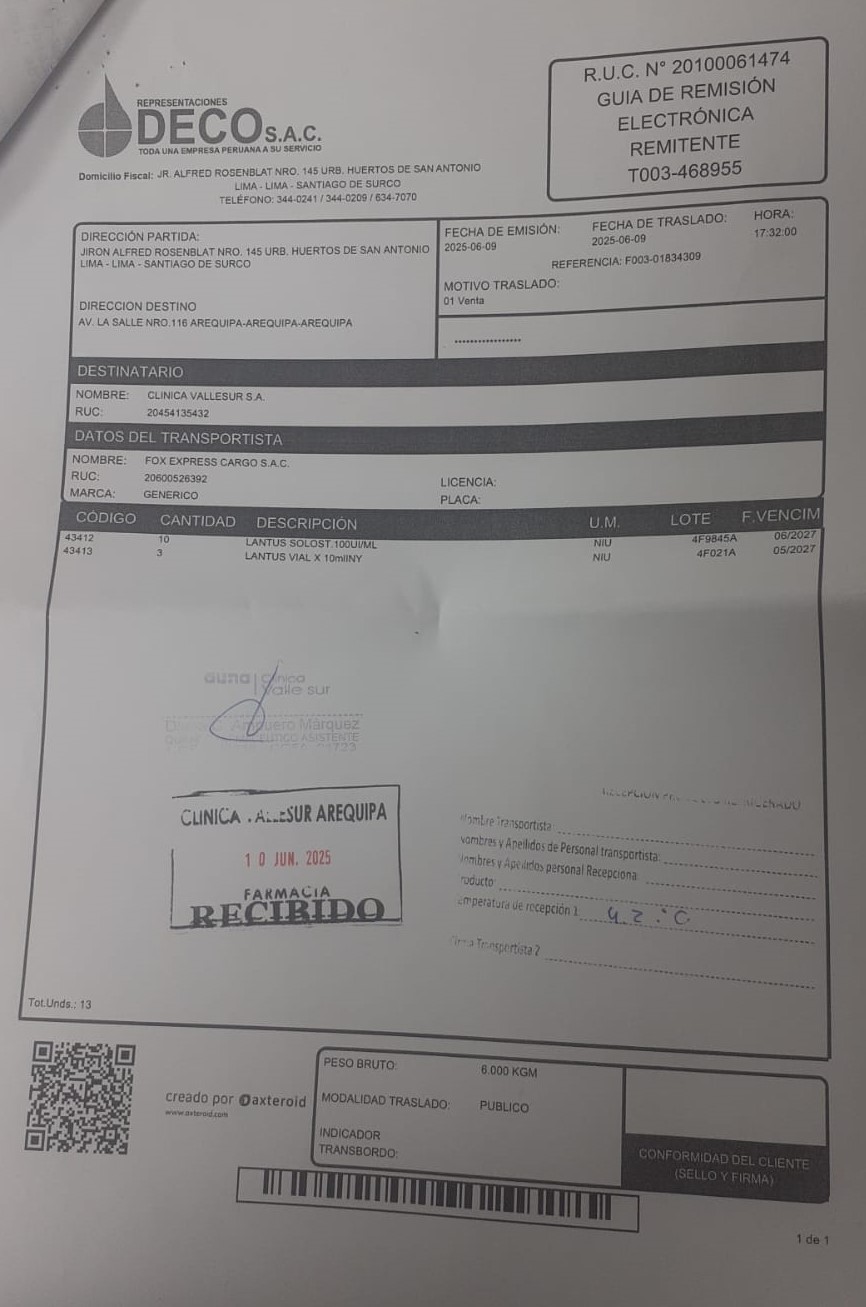 REPRESENTACIONES
DECO S.A.C.
TODA UNA EMPRESA PERUANA A SU SERVICIO
Domicilio Fiscal: JR. ALFRED ROSENBLAT NRO. 145 URB. HUERTOS DE SAN ANTONIO
LIMA - LIMA - SANTIAGO DE SURCO
TELÉFONO: 344-0241 / 344-0209 / 634-7070
R.U.C. N° 20100061474
GUIA DE REMISIÓN
ELECTRÓNICA
REMITENTE
T003-468955
DIRECCIÓN PARTIDA:
JIRON ALFRED ROSENBLAT NRO. 145 URB. HUERTOS DE SAN ANTONIO
LIMA - LIMA - SANTIAGO DE SURCO
DIRECCION DESTINO
AV. LA SALLE NRO.116 AREQUIPA-AREQUIPA-AREQUIPA
FECHA DE EMISIÓN: FECHA DE TRASLADO: HORA:
2025-06-09 2025-06-09 17:32:00
REFERENCIA: F003-01834309
MOTIVO TRASLADO:
01 Venta
*****************
DESTINATARIO
NOMBRE: CLINICA VALLESUR S.A.
RUC: 20454135432
DATOS DEL TRANSPORTISTA
NOMBRE: FOX EXPRESS CARGO S.A.C.
RUC: 20600526392 LICENCIA:
MARCA: GENERICO PLACA:
CÓDIGO CANTIDAD DESCRIPCIÓN U.M. LOTE F.VENCIM
43412 10 LANTUS SOLOST.100UI/ML NIU 4F9845A 06/2027
43413 3 LANTUS VIAL X 10mlINY NIU 4F021A 05/2027
auna Clínica
Valle sur
Márquez
ASISTENTE
CLINICA VALLESUR AREQUIPA
10 JUN. 2025
FARMACIA
RECIBIDO
Nombre Transportista:
Nombres y Apellidos de Personal transportista:
Nombres y Apellidos personal Recepciona:
Producto:
Temperatura de recepción 1:
Firma Transportista 2
Tot.Unds.: 13
creado por axteroid
www.axteroid.com
PESO BRUTO: 6.000 KGM
MODALIDAD TRASLADO: PUBLICO
INDICADOR
TRANSBORDO:
CONFORMIDAD DEL CLIENTE
(SELLO Y FIRMA)
1 de 1